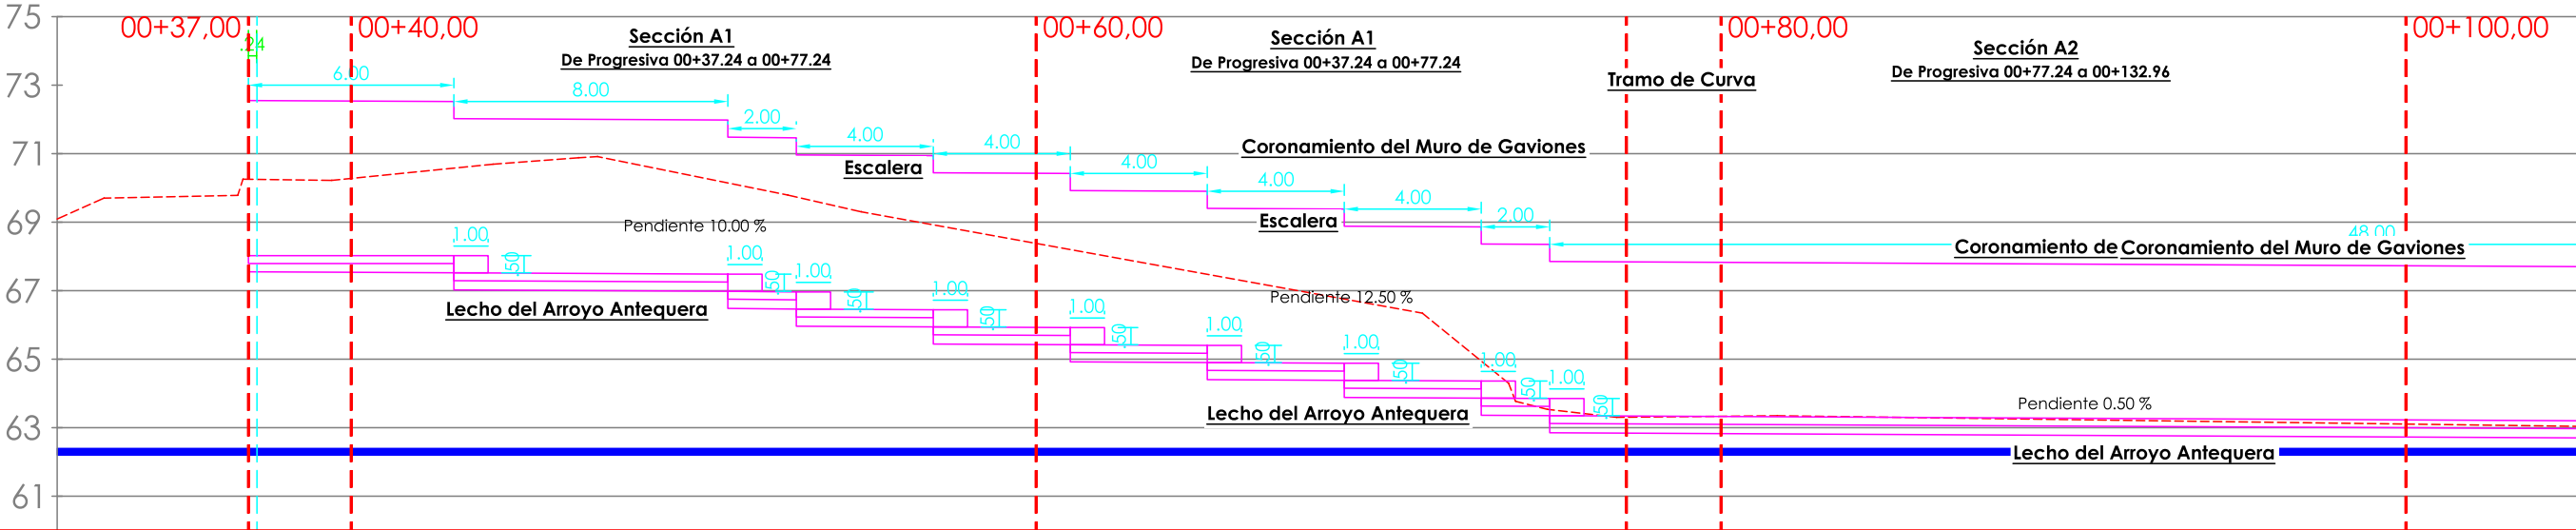 75
00+37,00
00+40,00
00+60,00
00+80,00
00+100,00
.24
Sección A1
De Progresiva 00+37.24 a 00+77.24
Sección A1
De Progresiva 00+37.24 a 00+77.24
Sección A2
De Progresiva 00+77.24 a 00+132.96
Tramo de Curva
73
6.00
8.00
2.00
4.00
4.00
4.00
4.00
4.00
2.00
48.00
71
Coronamiento del Muro de Gaviones
Escalera
69
Pendiente 10.00 %
Escalera
Coronamiento de
Coronamiento del Muro de Gaviones
1.00
.50
1.00
.50
1.00
.50
1.00
.50
1.00
.50
1.00
.50
1.00
.50
1.00
.50
1.00
.50
67
Pendiente 12.50 %
Lecho del Arroyo Antequera
65
Lecho del Arroyo Antequera
Pendiente 0.50 %
63
Lecho del Arroyo Antequera
61